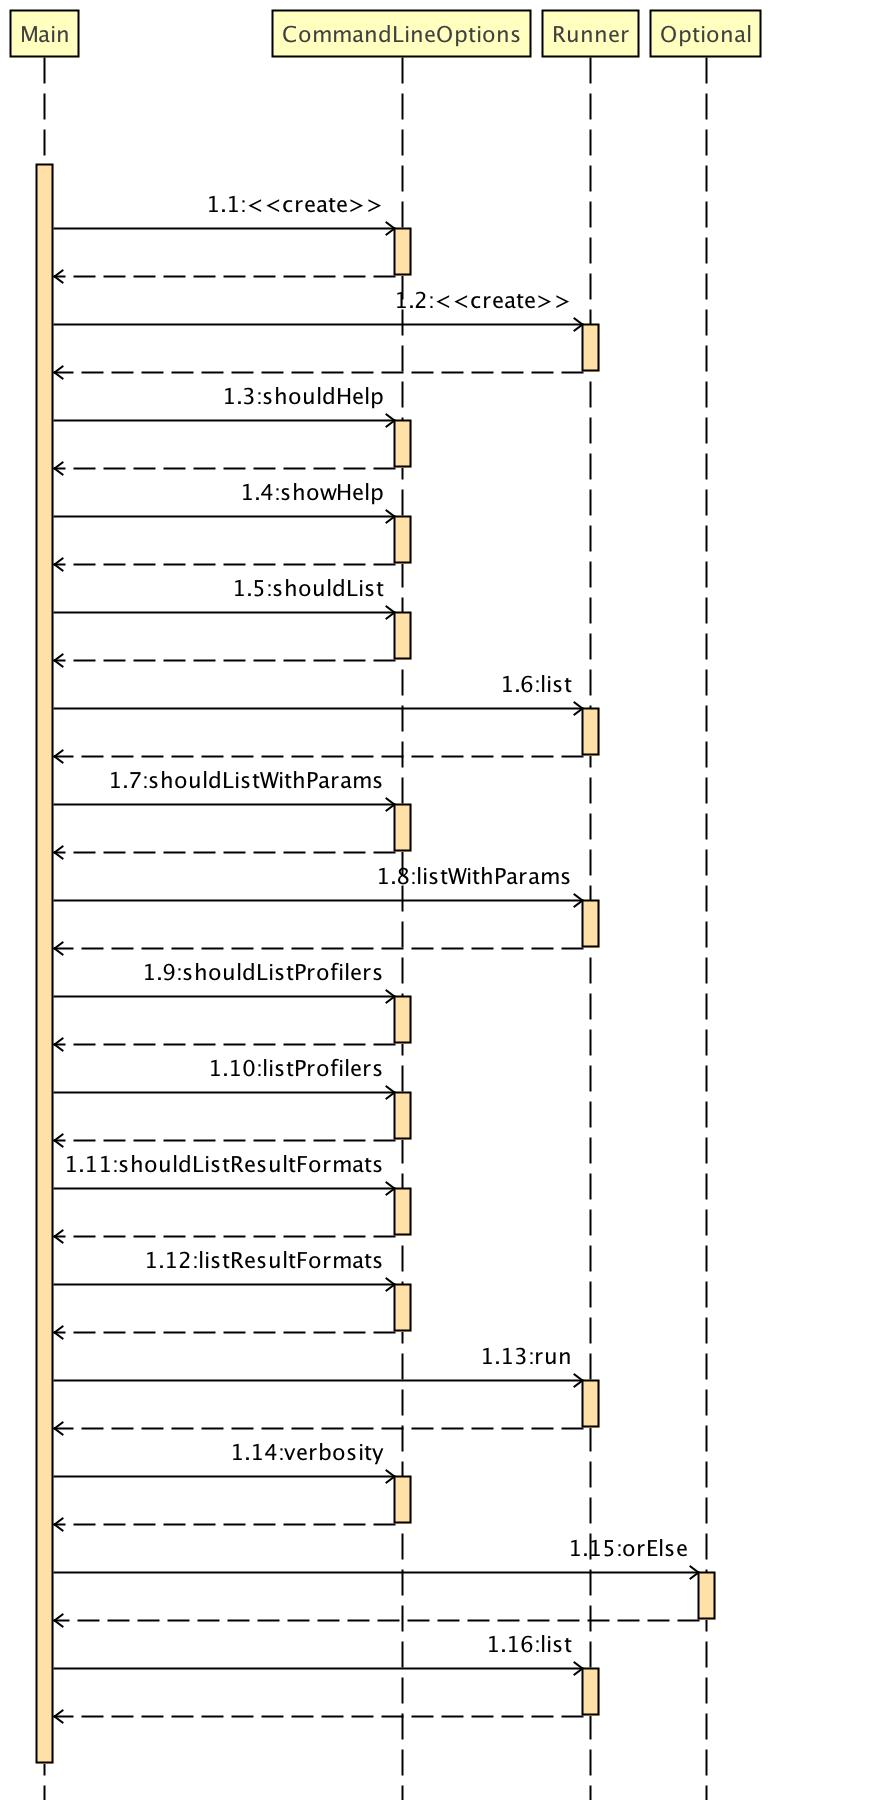 Main
CommandLineOptions
Runner
Optional
1.1:<<create>>
1.2:<<create>>
1.3:shouldHelp
1.4:showHelp
1.5:shouldList
1.6:list
1.7:shouldListWithParams
1.8:listWithParams
1.9:shouldListProfilers
1.10:listProfilers
1.11:shouldListResultFormats
1.12:listResultFormats
1.13:run
1.14:verbosity
1.15:orElse
1.16:list